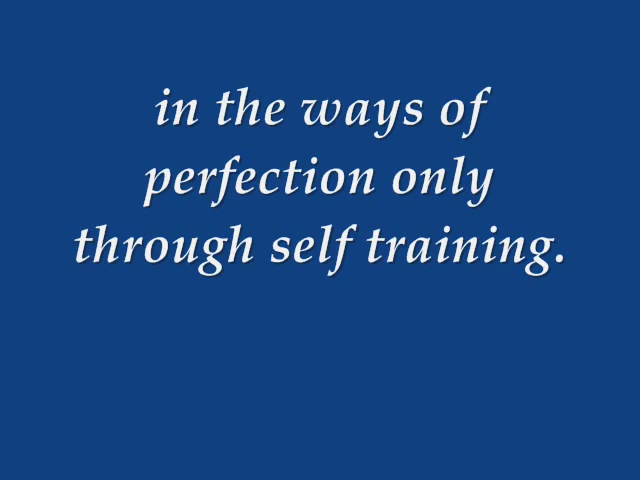 in the ways of
perfection only
through self training.